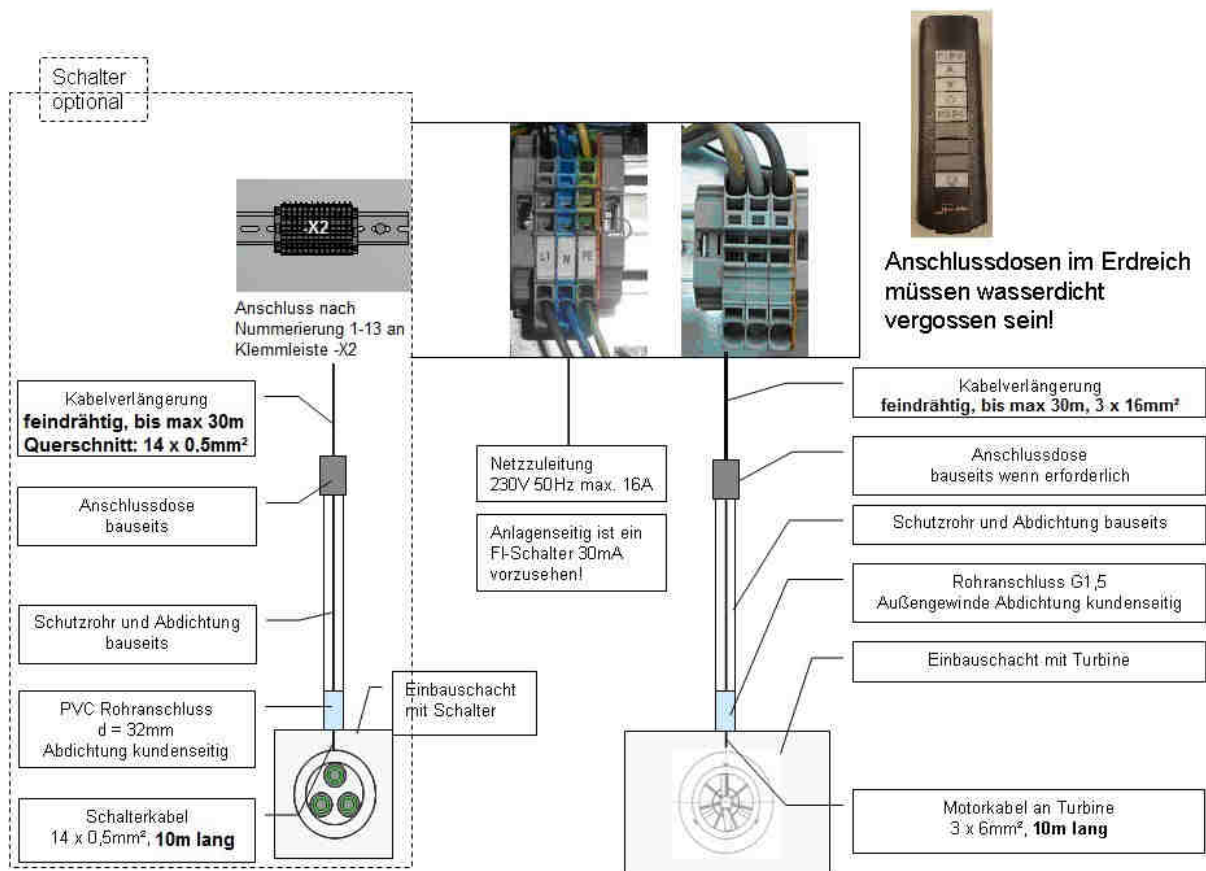 Schalter
optional
-X2
L1 N PE
Anschluss nach
Nummerierung 1-13 an
Klemmleiste -X2
Anschlussdosen im Erdreich
müssen wasserdicht
vergossen sein!
Kabelverlängerung
feindrähtig, bis max 30m
Querschnitt: 14 x 0,5mm²
Anschlussdose
bauseits
Schutzrohr und Abdichtung
bauseits
PVC Rohranschluss
d = 32mm
Abdichtung kundenseitig
Schalterkabel
14 x 0,5mm², 10m lang
Einbauschacht
mit Schalter
Netzzuleitung
230V 50Hz max. 16A
Anlagenseitig ist ein
FI-Schalter 30mA
vorzusehen!
Kabelverlängerung
feindrähtig, bis max 30m, 3 x 16mm²
Anschlussdose
bauseits wenn erforderlich
Schutzrohr und Abdichtung bauseits
Rohranschluss G1,5
Außengewinde Abdichtung kundenseitig
Einbauschacht mit Turbine
Motorkabel an Turbine
3 x 6mm², 10m lang